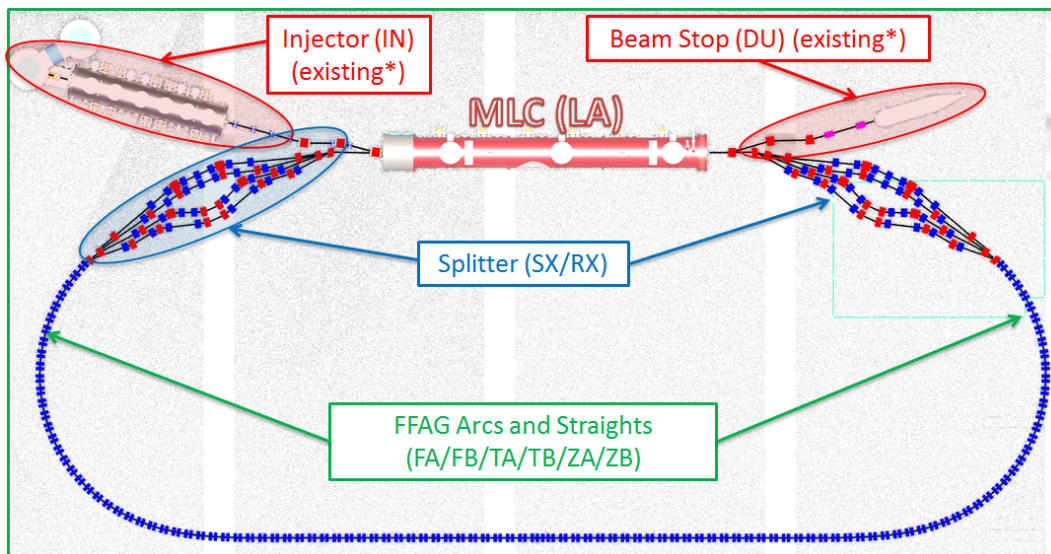 Injector (IN)
(existing*)
Beam Stop (DU) (existing*)
MLC (LA)
Splitter (SX/RX)
FFAG Arcs and Straights
(FA/FB/TA/TB/ZA/ZB)